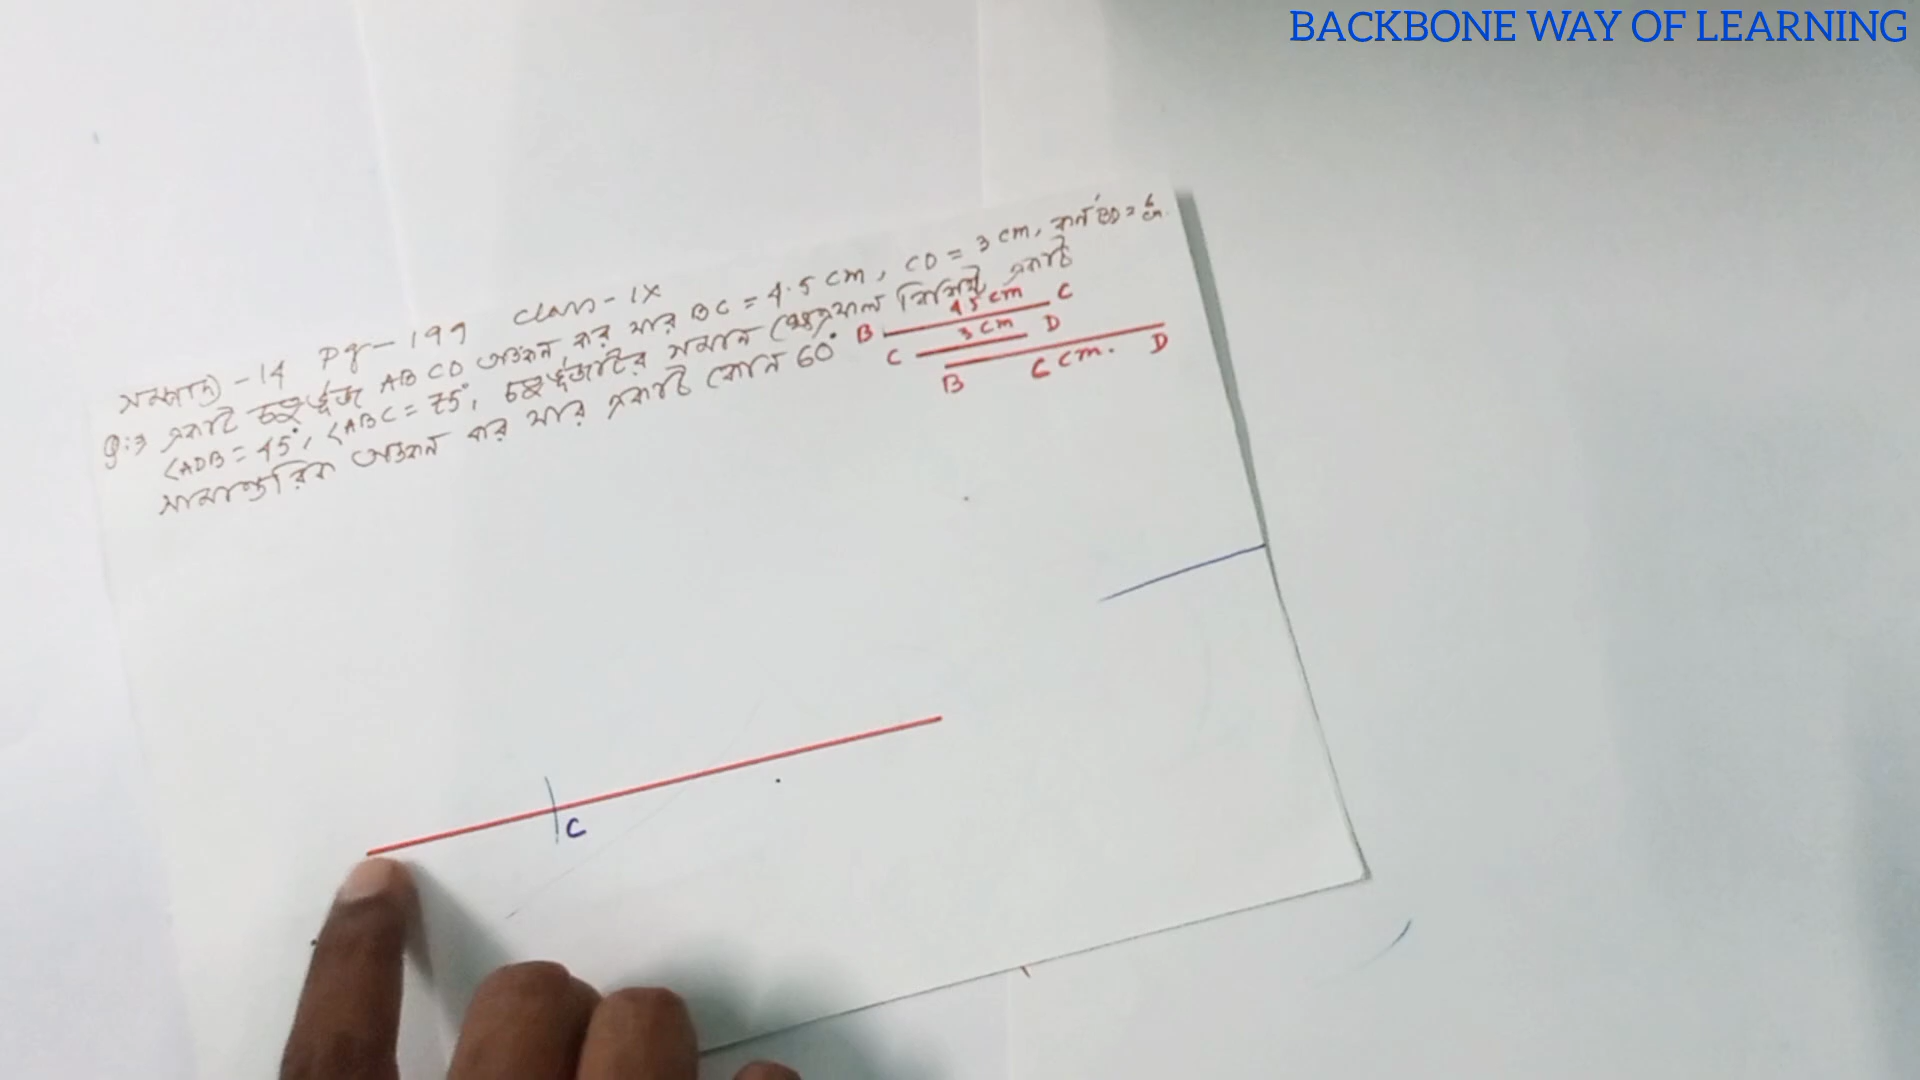 BACKBONE WAY OF LEARNING
সম্পাদ্য -14 Pg - 199 Class - IX
Q:3 একটি চতুর্ভুজ ABCD অঙ্কন কর যার BC = 4.5 cm, CD = 3 cm, কর্ণ BD = 6 cm.
∠ADB = 45°, ∠ABC = 75°, চতুর্ভুজটির সমান ক্ষেত্রফল বিশিষ্ট একটি
সামান্তরিক অঙ্কন কর যার একটি কোন 60°
B 4.5 cm C
C 3 cm D
B 6 cm. D
C